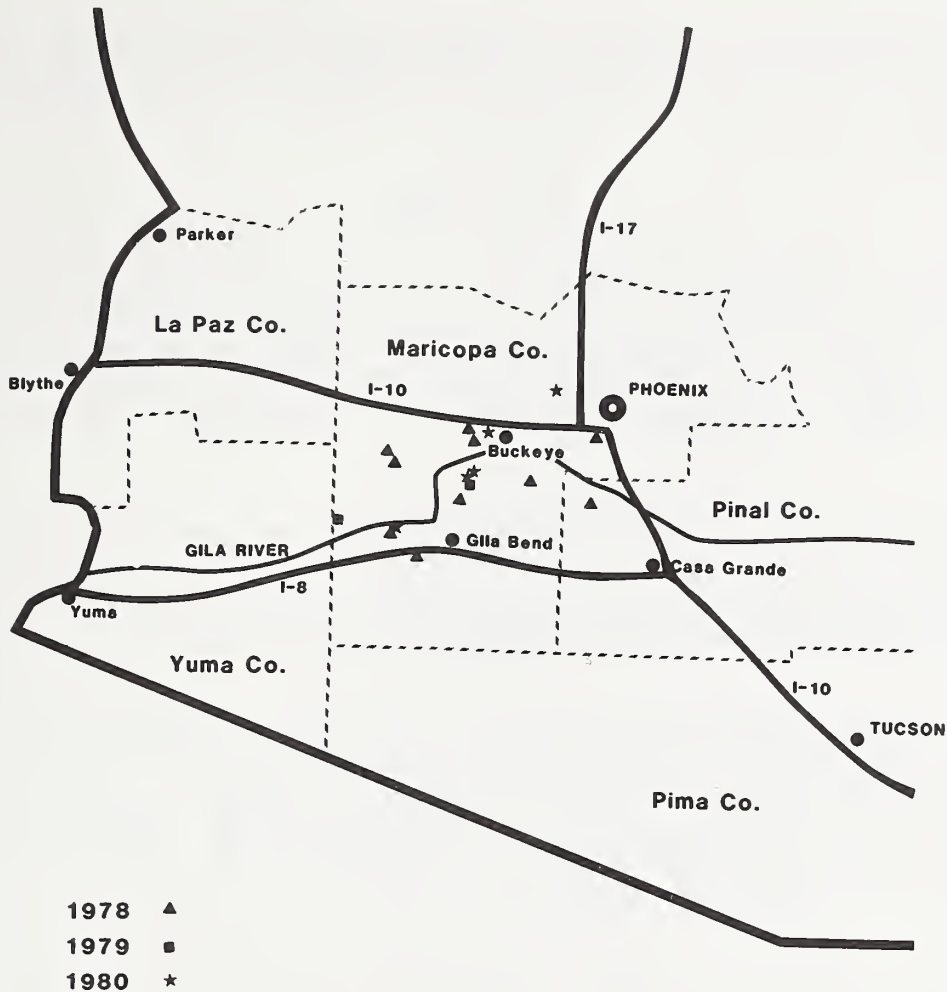 I-17
Parker
La Paz Co.
Maricopa Co.
Blythe
I-10
PHOENIX
Buckeye
Pinal Co.
GILA RIVER
Gila Bend
I-8
Casa Grande
Yuma
Yuma Co.
I-10
TUCSON
Pima Co.
1978
1979
1980